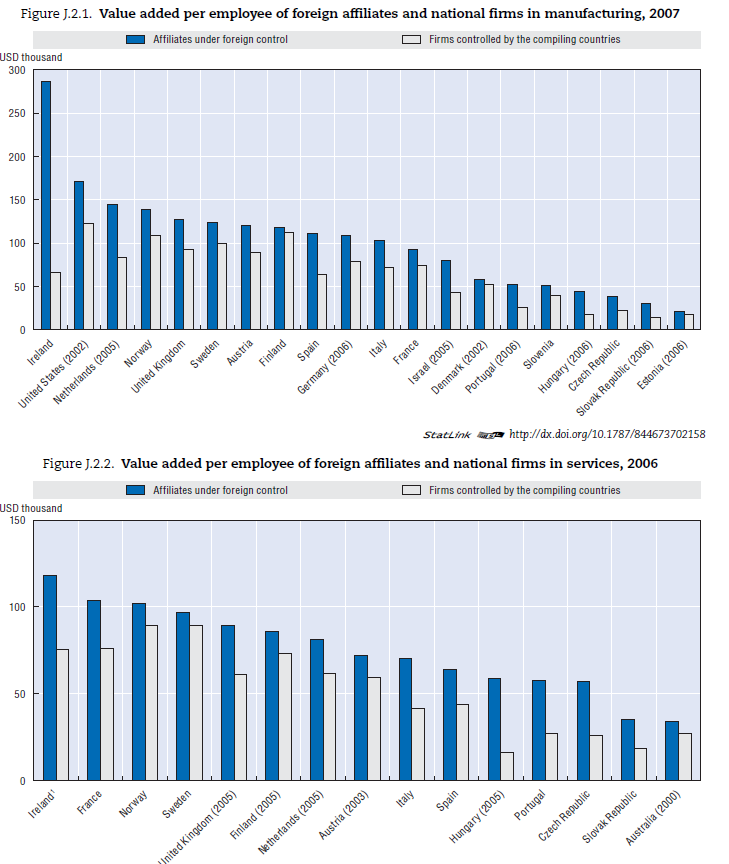 Figure J.2.1. Value added per employee of foreign affiliates and national firms in manufacturing, 2007
Affiliates under foreign control
Firms controlled by the compiling countries
USD thousand
300
250
200
150
100
50
0
Ireland
United States (2002)
Netherlands (2005)
Norway
United Kingdom
Sweden
Austria
Finland
Spain
Germany (2006)
Italy
France
Israel (2005)
Denmark (2002)
Portugal (2006)
Slovenia
Hungary (2006)
Czech Republic
Slovak Republic (2006)
Estonia (2006)
StatLink http://dx.doi.org/10.1787/844673702158
Figure J.2.2. Value added per employee of foreign affiliates and national firms in services, 2006
Affiliates under foreign control
Firms controlled by the compiling countries
USD thousand
150
100
50
0
Ireland¹
France
Norway
Sweden
United Kingdom (2005)
Finland (2005)
Netherlands (2005)
Austria (2003)
Italy
Spain
Hungary (2005)
Portugal
Czech Republic
Slovak Republic
Australia (2000)